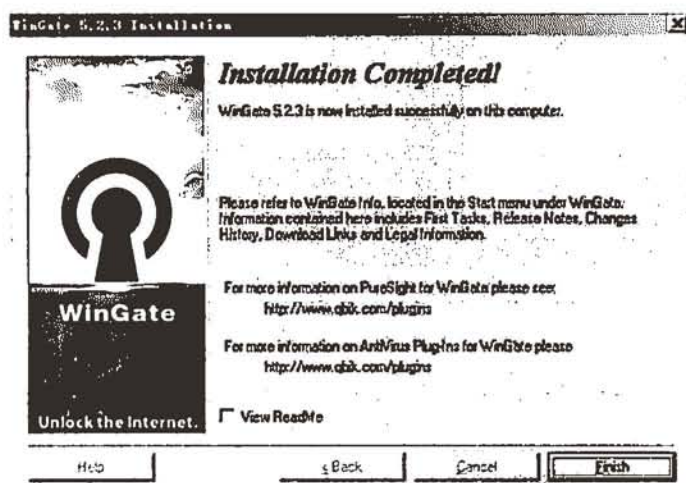 WinGate 5.2.3 Installation
Installation Completed!
WinGate 5.2.3 is now installed successfully on this computer.
Please refer to WinGate Info, located in the Start menu under WinGate.
Information contained here includes First Tasks, Release Notes, Changes
History, Download Links and Legal Information.
For more information on PureSight for WinGate please see:
http://www.qbik.com/plugins
For more information on AntiVirus Plug-Ins for WinGate please
http://www.qbik.com/plugins
WinGate
Unlock the Internet.
View ReadMe
Help
< Back
Cancel
Finish